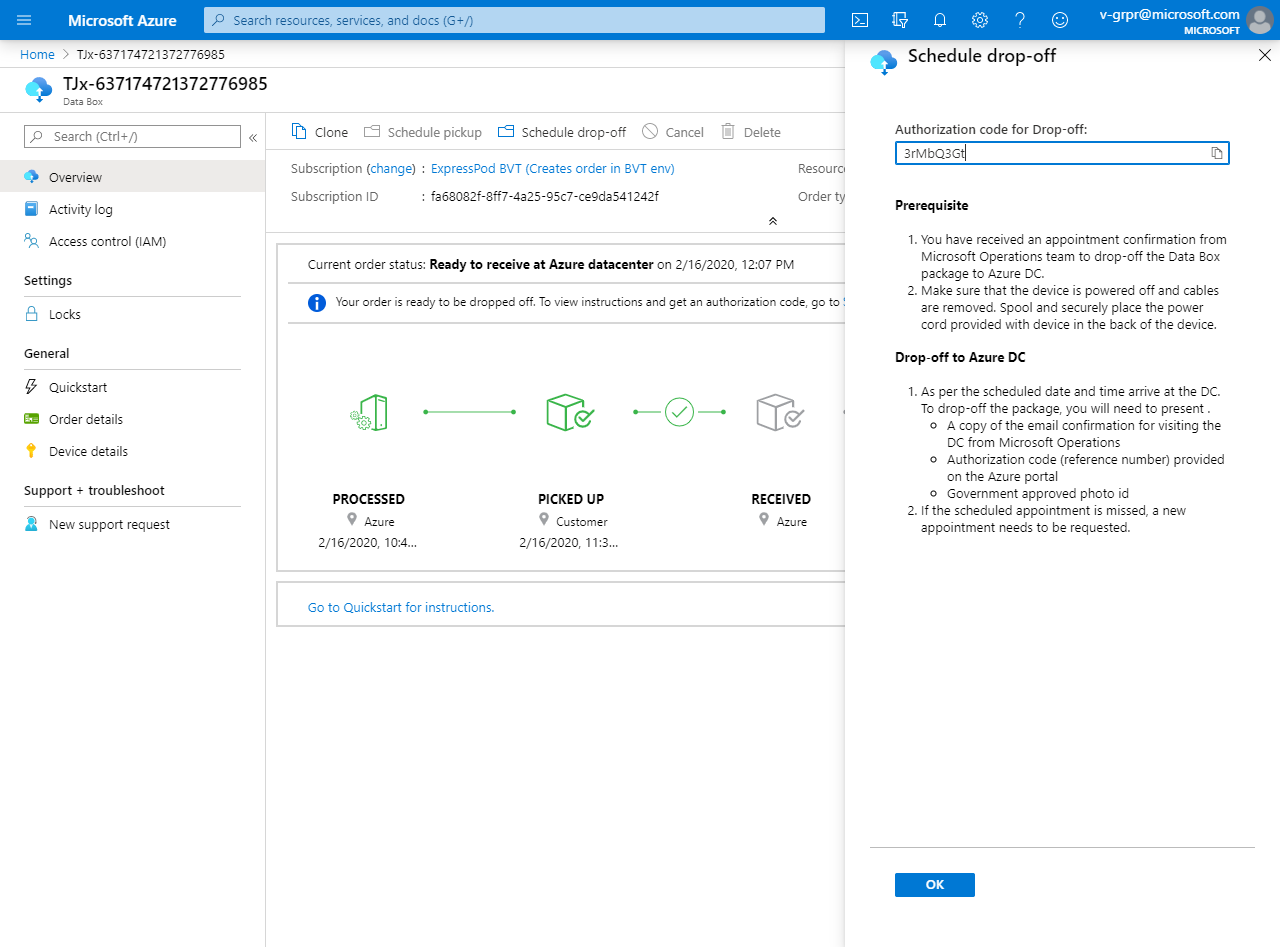 Microsoft Azure
Search resources, services, and docs (G+/)
v-grpr@microsoft.com
MICROSOFT
Home > TJx-637174721372776985
TJx-637174721372776985
Data Box
Search (Ctrl+/)
«
Overview
Activity log
Access control (IAM)
Settings
Locks
General
Quickstart
Order details
Device details
Support + troubleshoot
New support request
Clone
Schedule pickup
Schedule drop-off
Cancel
Delete
Subscription (change) : ExpressPod BVT (Creates order in BVT env)
Resourc
Subscription ID : fa68082f-8ff7-4a25-95c7-ce9da541242f
Order ty
Current order status: Ready to receive at Azure datacenter on 2/16/2020, 12:07 PM
Your order is ready to be dropped off. To view instructions and get an authorization code, go to
PROCESSED
Azure
2/16/2020, 10:4...
PICKED UP
Customer
2/16/2020, 11:3...
RECEIVED
Azure
Go to Quickstart for instructions.
Schedule drop-off
Authorization code for Drop-off:
3rMbQ3Gt
Prerequisite
1. You have received an appointment confirmation from
Microsoft Operations team to drop-off the Data Box
package to Azure DC.
2. Make sure that the device is powered off and cables
are removed. Spool and securely place the power
cord provided with device in the back of the device.
Drop-off to Azure DC
1. As per the scheduled date and time arrive at the DC.
To drop-off the package, you will need to present .
A copy of the email confirmation for visiting the
DC from Microsoft Operations
Authorization code (reference number) provided
on the Azure portal
Government approved photo id
2. If the scheduled appointment is missed, a new
appointment needs to be requested.
OK